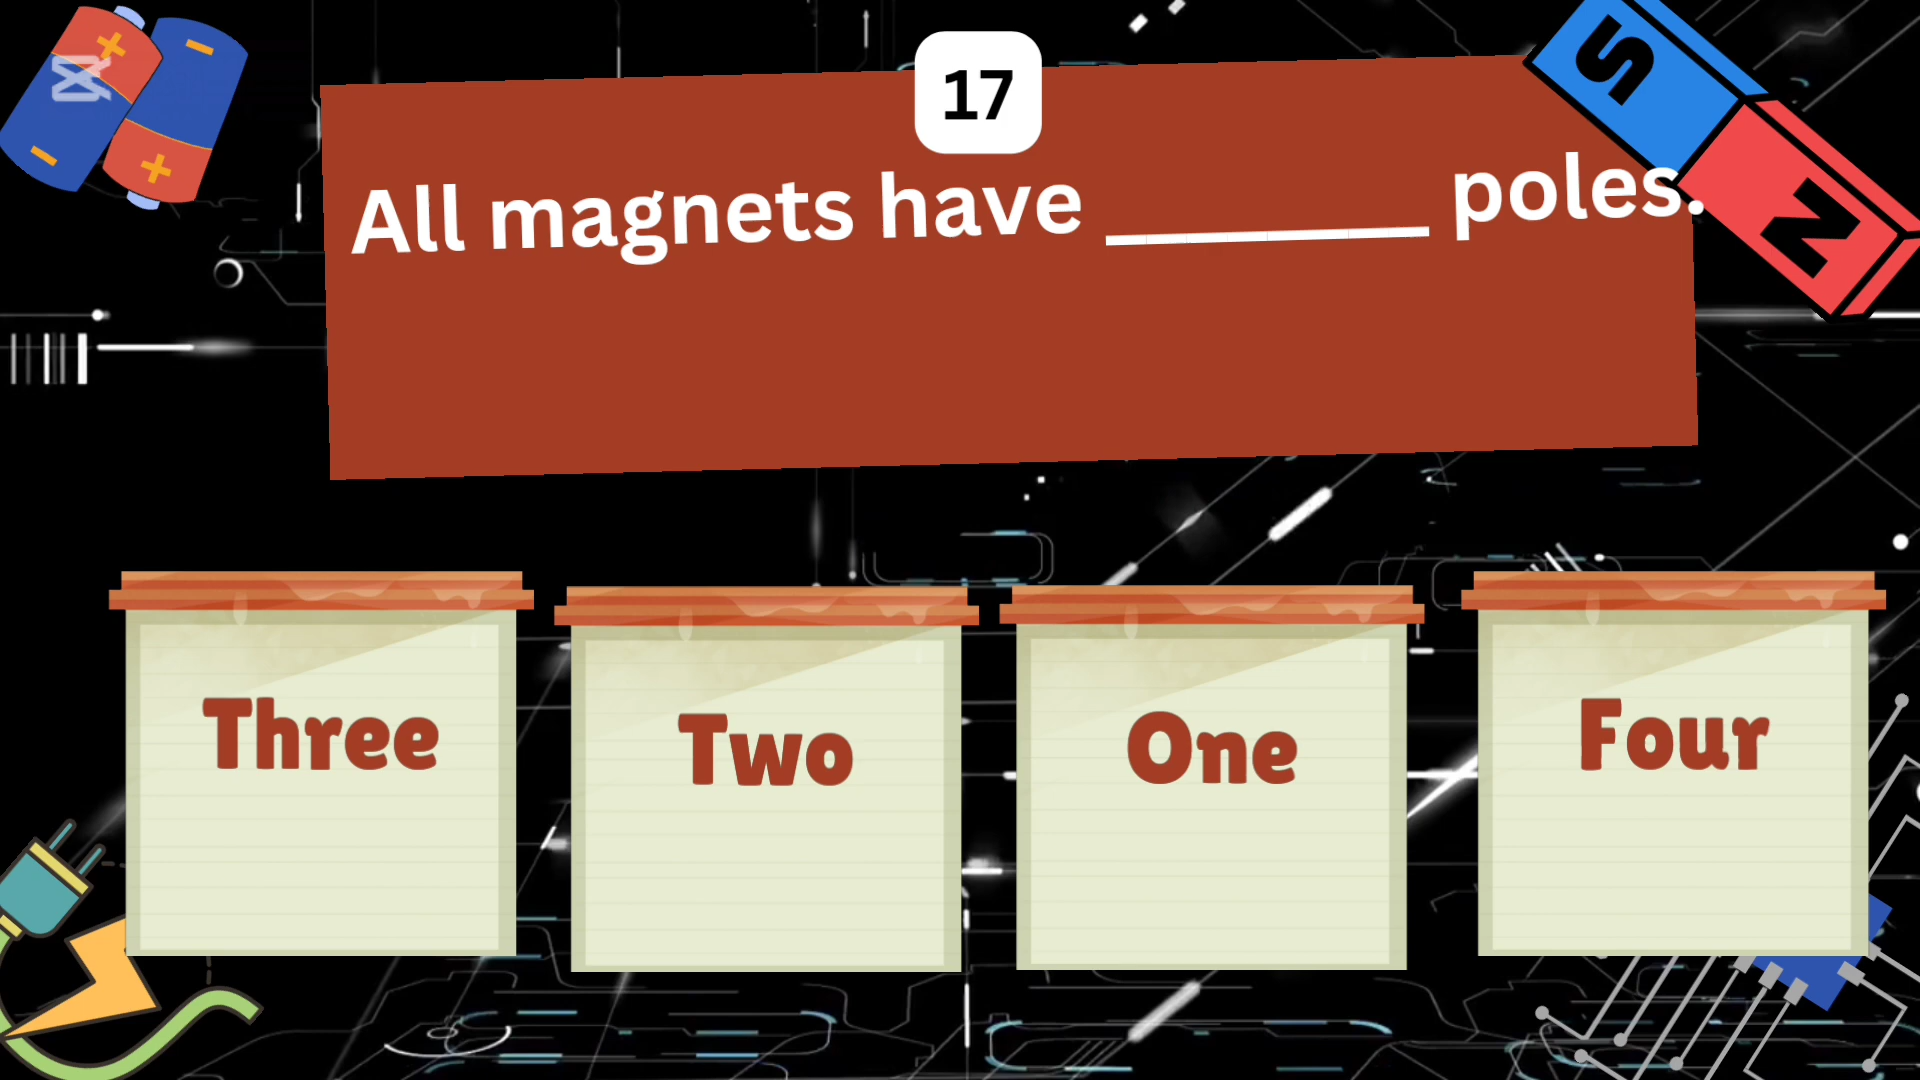 17
All magnets have ________ poles.
S
N
Three
Two
One
Four